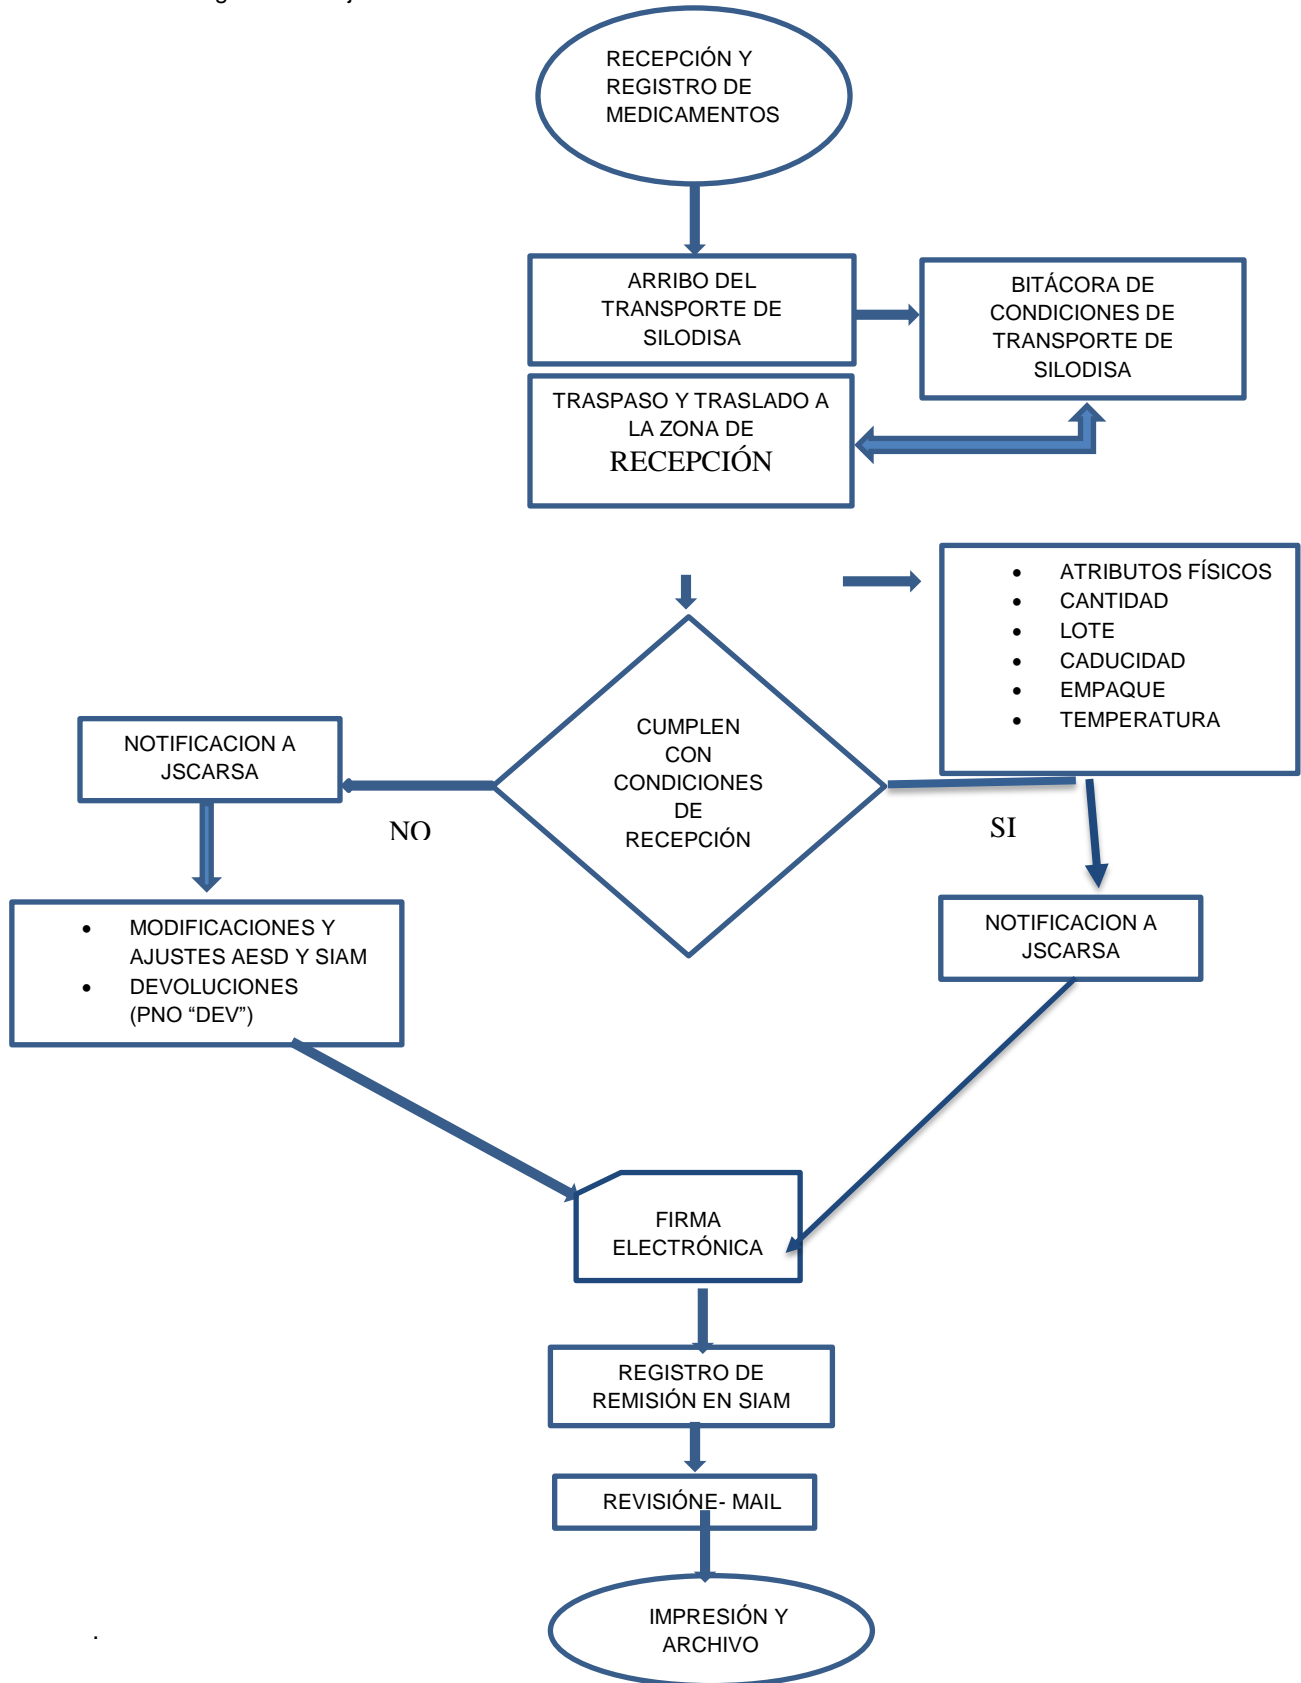 RECEPCIÓN Y
REGISTRO DE
MEDICAMENTOS
ARRIBO DEL
TRANSPORTE DE
SILODISA
BITÁCORA DE
CONDICIONES DE
TRANSPORTE DE
SILODISA
TRASPASO Y TRASLADO A
LA ZONA DE
RECEPCIÓN
• ATRIBUTOS FÍSICOS
• CANTIDAD
• LOTE
• CADUCIDAD
• EMPAQUE
• TEMPERATURA
CUMPLEN
CON
CONDICIONES
DE
RECEPCIÓN
NOTIFICACION A
JSCARSA
NO
SI
• MODIFICACIONES Y
AJUSTES AESD Y SIAM
• DEVOLUCIONES
(PNO “DEV”)
NOTIFICACION A
JSCARSA
FIRMA
ELECTRÓNICA
REGISTRO DE
REMISIÓN EN SIAM
REVISIÓNE- MAIL
IMPRESIÓN Y
ARCHIVO
.